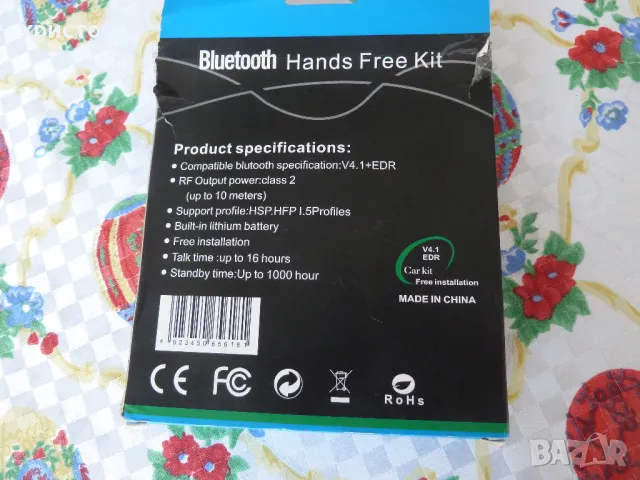 Bluetooth Hands Free Kit
Product specifications:
• Compatible blutooth specification:V4.1+EDR
• RF Output power:class 2
(up to 10 meters)
• Support profile:HSP.HFP I.5Profiles
• Built-in lithium battery
• Free installation
• Talk time :up to 16 hours
• Standby time:Up to 1000 hour
V4.1
EDR
Car kit
Free installation
MADE IN CHINA
CE FC
RoHs
BAZAR